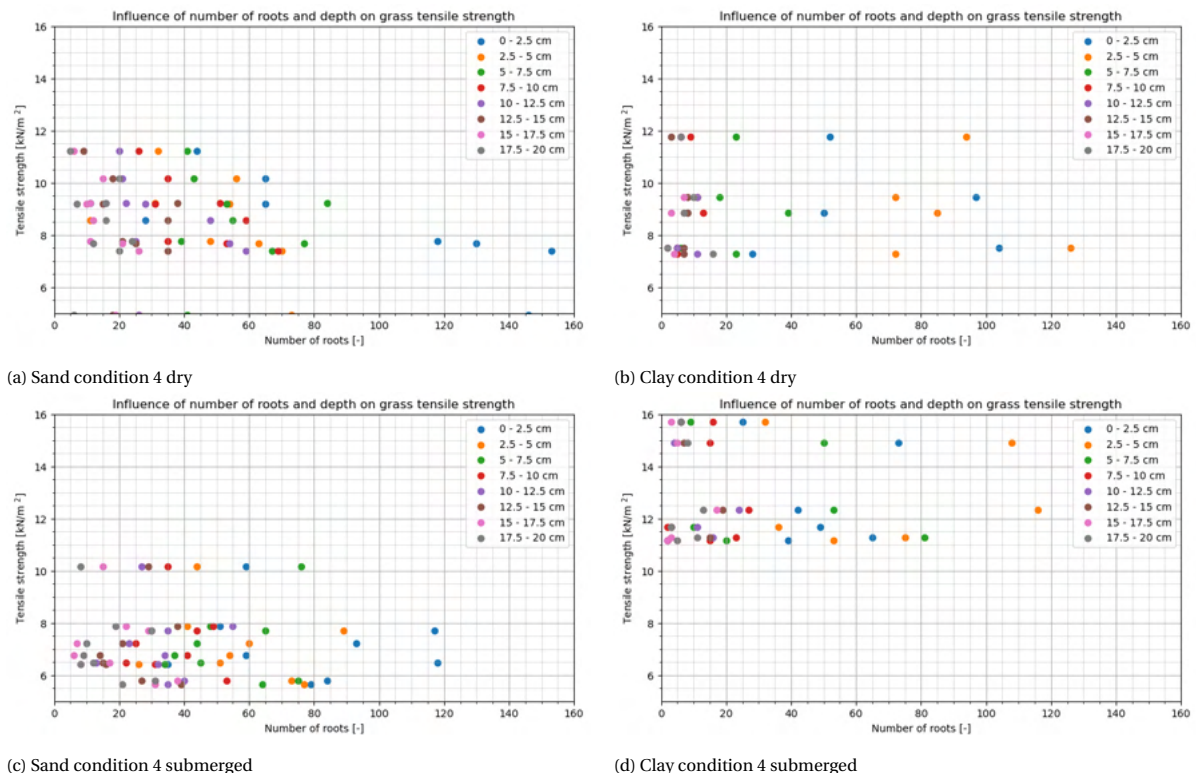 Influence of number of roots and depth on grass tensile strength
16
14
12
10
8
6
Tensile strength [kN/m ²]
0 - 2.5 cm
2.5 - 5 cm
5 - 7.5 cm
7.5 - 10 cm
10 - 12.5 cm
12.5 - 15 cm
15 - 17.5 cm
17.5 - 20 cm
0 20 40 60 80 100 120 140 160
Number of roots [-]
(a) Sand condition 4 dry
Influence of number of roots and depth on grass tensile strength
16
14
12
10
8
6
Tensile strength [kN/m ²]
0 - 2.5 cm
2.5 - 5 cm
5 - 7.5 cm
7.5 - 10 cm
10 - 12.5 cm
12.5 - 15 cm
15 - 17.5 cm
17.5 - 20 cm
0 20 40 60 80 100 120 140 160
Number of roots [-]
(b) Clay condition 4 dry
Influence of number of roots and depth on grass tensile strength
16
14
12
10
8
6
Tensile strength [kN/m ²]
0 - 2.5 cm
2.5 - 5 cm
5 - 7.5 cm
7.5 - 10 cm
10 - 12.5 cm
12.5 - 15 cm
15 - 17.5 cm
17.5 - 20 cm
0 20 40 60 80 100 120 140 160
Number of roots [-]
(c) Sand condition 4 submerged
Influence of number of roots and depth on grass tensile strength
16
14
12
10
8
6
Tensile strength [kN/m ²]
0 - 2.5 cm
2.5 - 5 cm
5 - 7.5 cm
7.5 - 10 cm
10 - 12.5 cm
12.5 - 15 cm
15 - 17.5 cm
17.5 - 20 cm
0 20 40 60 80 100 120 140 160
Number of roots [-]
(d) Clay condition 4 submerged